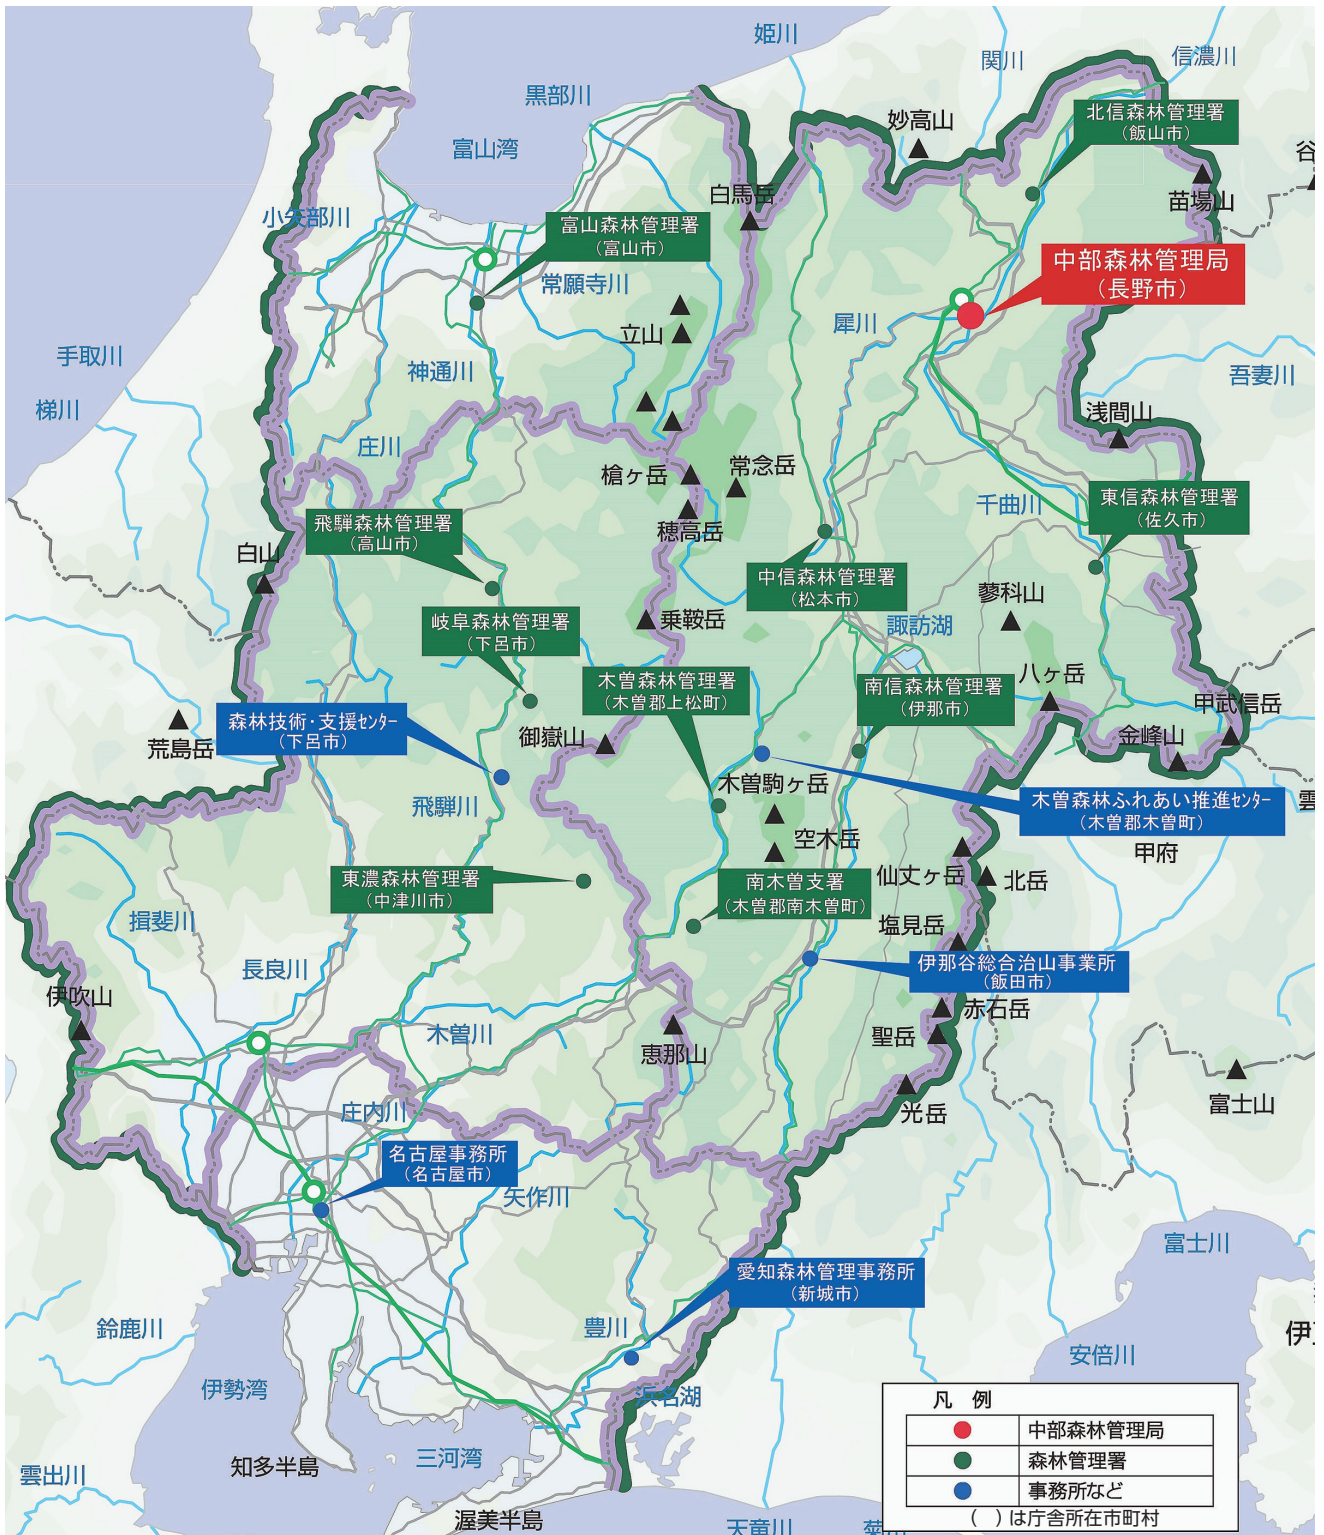 姫川
関川
信濃川
黒部川
北信森林管理署
(飯山市)
妙高山
富山湾
白馬岳
苗場山
小矢部川
富山森林管理署
(富山市)
中部森林管理局
(長野市)
常願寺川
立山
犀川
手取川
神通川
吾妻川
梯川
浅間山
庄川
槍ヶ岳
常念岳
千曲川
東信森林管理署
(佐久市)
飛騨森林管理署
(高山市)
穂高岳
白山
中信森林管理署
(松本市)
蓼科山
岐阜森林管理署
(下呂市)
乗鞍岳
諏訪湖
木曽森林管理署
(木曽郡上松町)
南信森林管理署
(伊那市)
八ヶ岳
甲武信岳
森林技術・支援センター
(下呂市)
荒島岳
御嶽山
金峰山
木曽駒ヶ岳
木曽森林ふれあい推進センター
(木曽郡木曽町)
飛騨川
空木岳
甲府
東濃森林管理署
(中津川市)
南木曽支署
(木曽郡南木曽町)
仙丈ヶ岳
北岳
揖斐川
塩見岳
長良川
伊那谷総合治山事業所
(飯田市)
伊吹山
赤石岳
木曽川
聖岳
恵那山
庄内川
光岳
富士山
名古屋事務所
(名古屋市)
矢作川
富士川
愛知森林管理事務所
(新城市)
鈴鹿川
豊川
安倍川
伊勢湾
浜名湖
凡 例
中部森林管理局
森林管理署
事務所など
( )は庁舎所在市町村
三河湾
知多半島
雲出川
渥美半島
天竜川